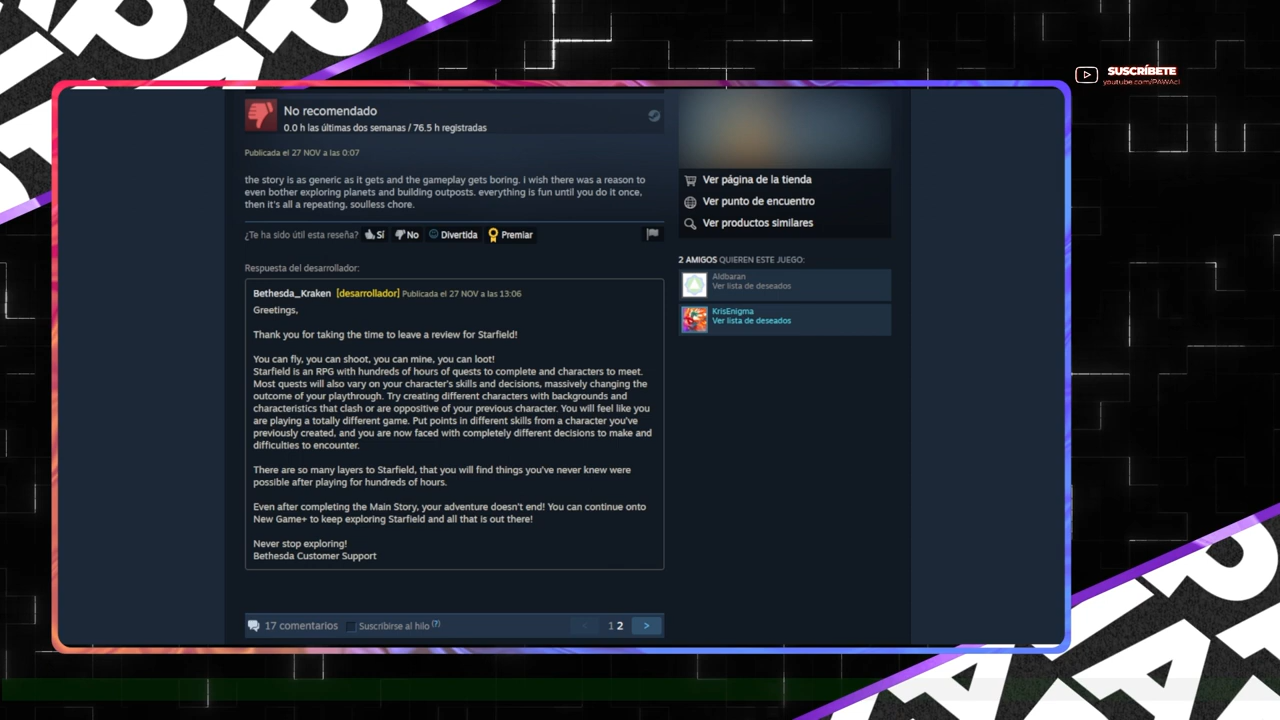 SUSCRÍBETE
youtube.com/PAWAcl
No recomendado
0.0 h las últimas dos semanas / 76.5 h registradas
Publicada el 27 NOV a las 0:07
the story is as generic as it gets and the gameplay gets boring. I wish there was a reason to
even bother exploring planets and building outposts. everything is fun until you do it once,
then it's all a repeating, soulless chore.
¿Te ha sido útil esta reseña? Sí No Divertida Premiar
Respuesta del desarrollador:
Bethesda_Kraken [desarrollador] Publicada el 27 NOV a las 13:06
Greetings,
Thank you for taking the time to leave a review for Starfield!
You can fly, you can shoot, you can mine, you can loot!
Starfield is an RPG with hundreds of hours of quests to complete and characters to meet.
Most quests will also vary on your character's skills and decisions, massively changing the
outcome of your playthrough. Try creating different characters with backgrounds and
characteristics that clash or are oppositive of your previous character. You will feel like you
are playing a totally different game. Put points in different skills from a character you've
previously created, and you are now faced with completely different decisions to make and
difficulties to encounter.
There are so many layers to Starfield, that you will find things you've never knew were
possible after playing for hundreds of hours.
Even after completing the Main Story, your adventure doesn't end! You can continue onto
New Game+ to keep exploring Starfield and all that is out there!
Never stop exploring!
Bethesda Customer Support
17 comentarios Suscribirse al hilo (?) < 1 2 >
Ver página de la tienda
Ver punto de encuentro
Ver productos similares
2 AMIGOS QUIEREN ESTE JUEGO:
Aldbaran
Ver lista de deseados
KrisEnigma
Ver lista de deseados